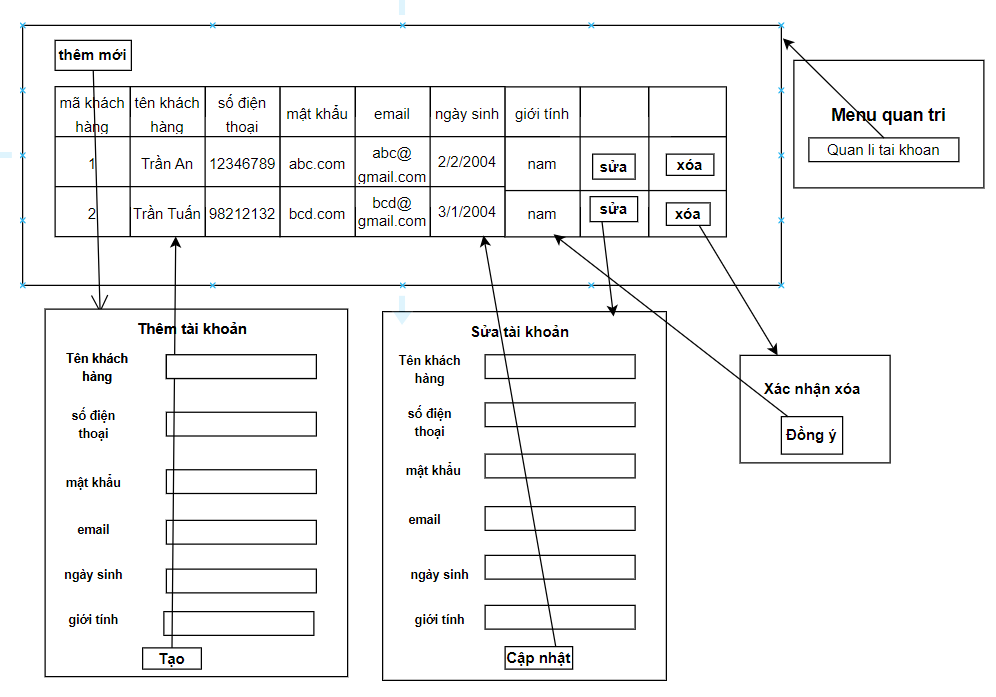 thêm mới
mã khách
hàng
tên khách
hàng
số điện
thoại
mật khẩu
email
ngày sinh
giới tính
1
Trần An
12346789
abc.com
abc@
gmail.com
2/2/2004
nam
sửa
xóa
2
Trần Tuấn
98212132
bcd.com
bcd@
gmail.com
3/1/2004
nam
sửa
xóa
Menu quan tri
Quan li tai khoan
Thêm tài khoản
Tên khách
hàng
số điện
thoại
mật khẩu
email
ngày sinh
giới tính
Tạo
Sửa tài khoản
Tên khách
hàng
số điện
thoại
mật khẩu
email
ngày sinh
giới tính
Cập nhật
Xác nhận xóa
Đồng ý